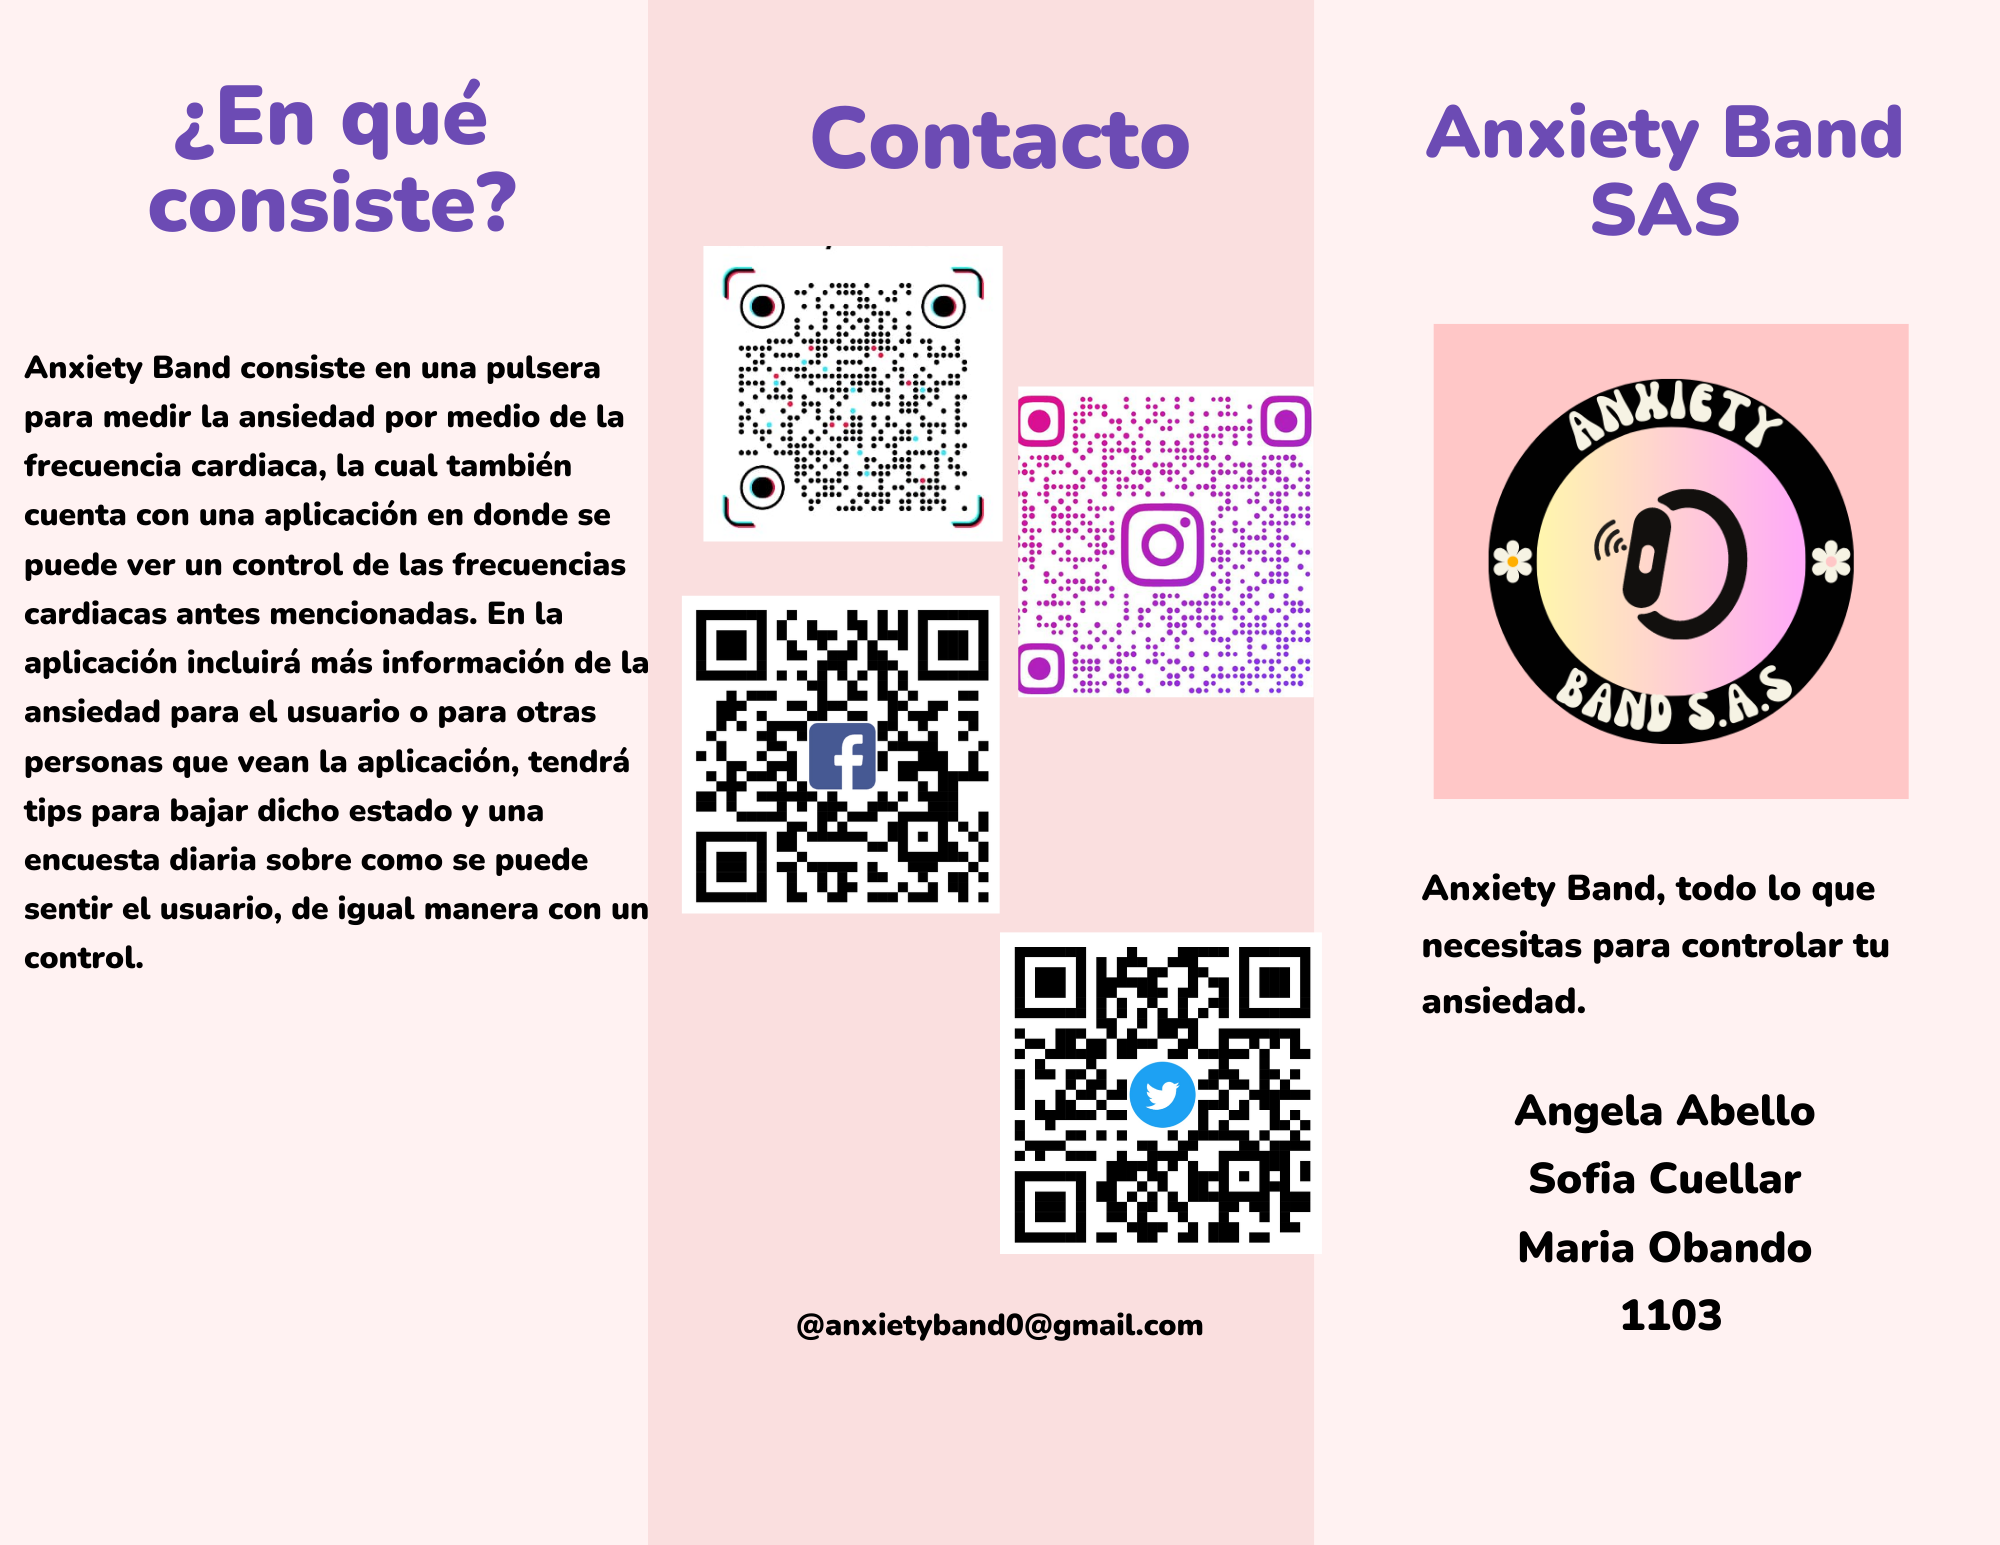 ¿En qué
consiste?
Anxiety Band consiste en una pulsera
para medir la ansiedad por medio de la
frecuencia cardiaca, la cual también
cuenta con una aplicación en donde se
puede ver un control de las frecuencias
cardiacas antes mencionadas. En la
aplicación incluirá más información de la
ansiedad para el usuario o para otras
personas que vean la aplicación, tendrá
tips para bajar dicho estado y una
encuesta diaria sobre como se puede
sentir el usuario, de igual manera con un
control.
Contacto
@anxietyband0@gmail.com
Anxiety Band
SAS
ANXIETY
BAND S.A.S
Anxiety Band, todo lo que
necesitas para controlar tu
ansiedad.
Angela Abello
Sofia Cuellar
Maria Obando
1103